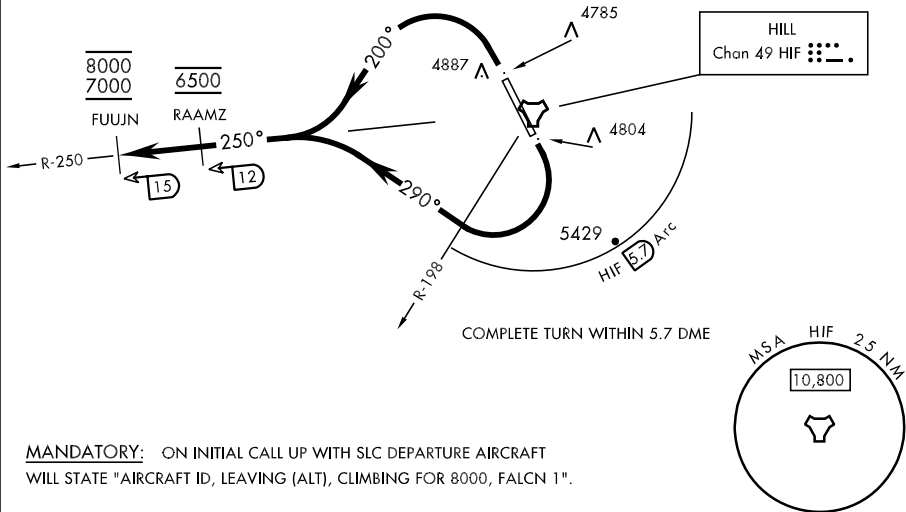 4785
HILL
Chan 49 HIF
4887
200°
8000
7000
6500
FUUJN
RAAMZ
4804
250°
R-250
15
12
290°
5429
HIF 5.7 Arc
R-198
COMPLETE TURN WITHIN 5.7 DME
MSA HIF 25 NM
10,800
MANDATORY: ON INITIAL CALL UP WITH SLC DEPARTURE AIRCRAFT
WILL STATE "AIRCRAFT ID, LEAVING (ALT), CLIMBING FOR 8000, FALCN 1".